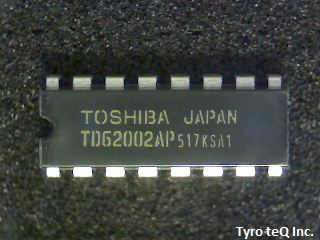 TOSHIBA JAPAN
TD62002AP 517KSA1
Tyro teQ Inc.